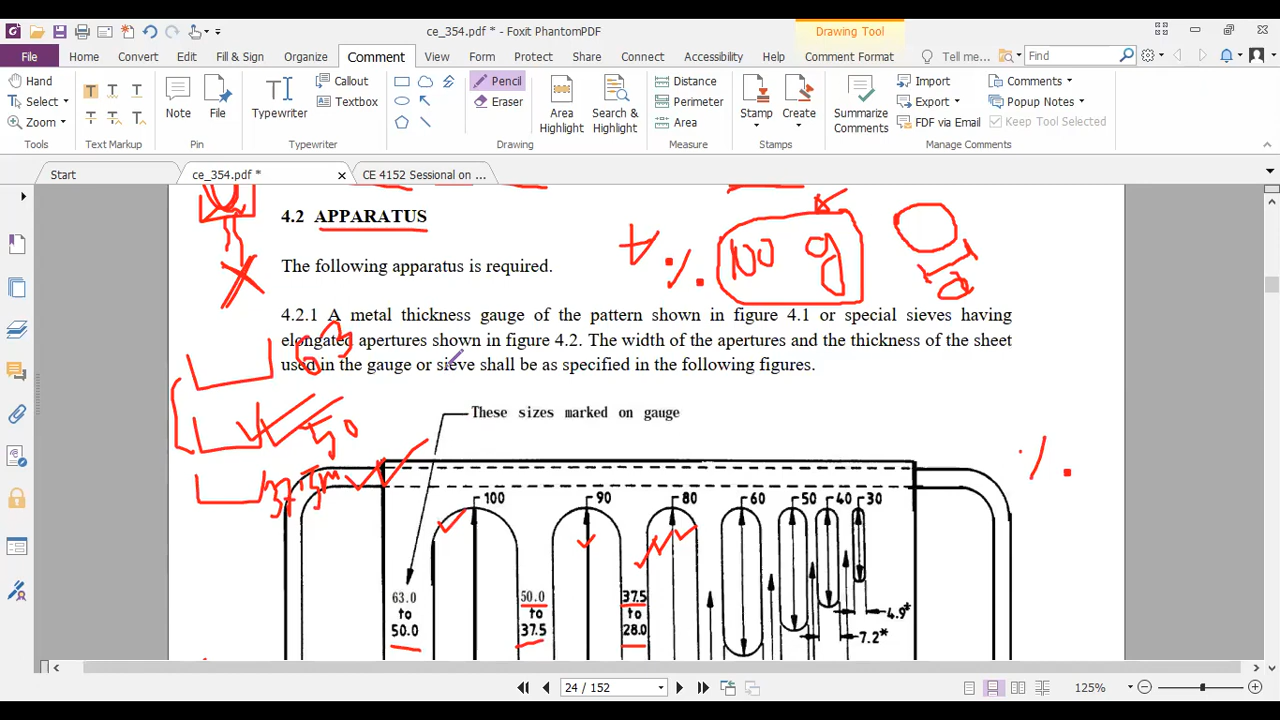 ce_354.pdf * - Foxit PhantomPDF
Drawing Tool
File Home Convert Edit Fill & Sign Organize Comment View Form Protect Share Connect Accessibility Help Comment Format Tell me... Find
Hand
Select
Zoom
Tools
Text Markup
Note
File
Pin
Typewriter
Callout
Textbox
Typewriter
Pencil
Eraser
Area
Highlight
Search &
Highlight
Drawing
Distance
Perimeter
Area
Measure
Stamp
Create
Stamps
Summarize
Comments
Import
Export
FDF via Email
Comments
Popup Notes
Keep Tool Selected
Manage Comments
Start
ce_354.pdf *
CE 4152 Sessional on ...
4.2 APPARATUS
100 g
The following apparatus is required.
4.2.1 A metal thickness gauge of the pattern shown in figure 4.1 or special sieves having
elongated apertures shown in figure 4.2. The width of the apertures and the thickness of the sheet
used in the gauge or sieve shall be as specified in the following figures.
63
50
These sizes marked on gauge
100 90 80 60 50 40 30
63.0
to
50.0
50.0
to
37.5
37.5
to
28.0
4.9*
7.2*
24 / 152
125%